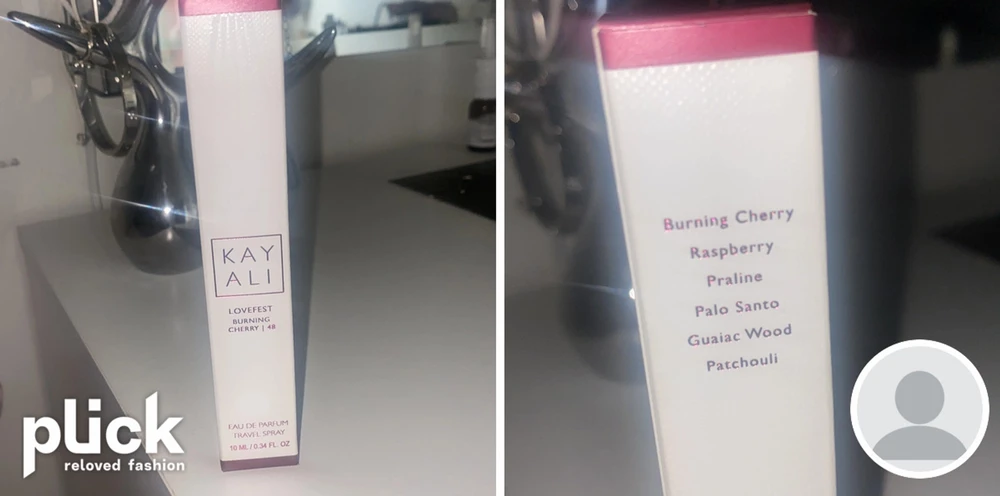 KAY
ALI
LOVEFEST
BURNING
CHERRY | 48
EAU DE PARFUM
TRAVEL SPRAY
10 ML / 0.34 FL. OZ
plick
reloved fashion
Burning Cherry
Raspberry
Praline
Palo Santo
Guaiac Wood
Patchouli